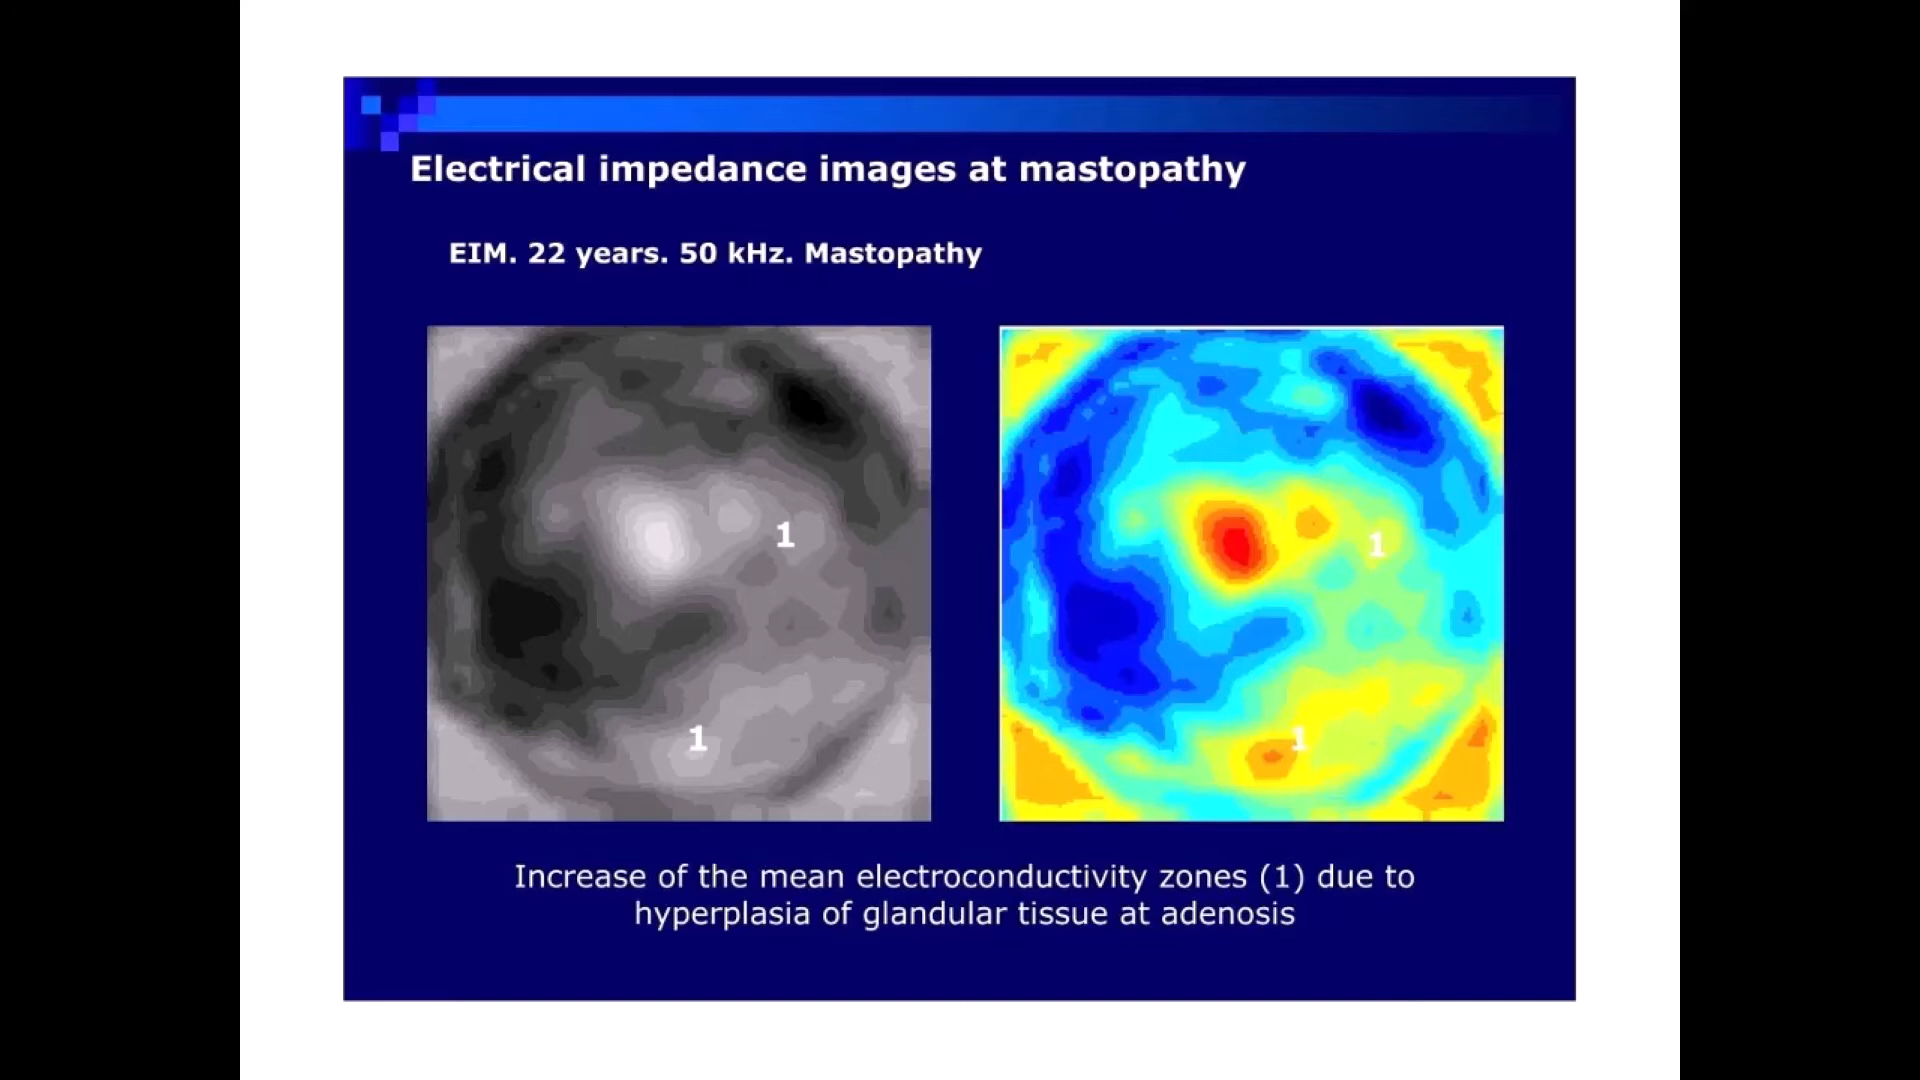 Electrical impedance images at mastopathy
EIM. 22 years. 50 kHz. Mastopathy
1
1
1
1
Increase of the mean electroconductivity zones (1) due to
hyperplasia of glandular tissue at adenosis